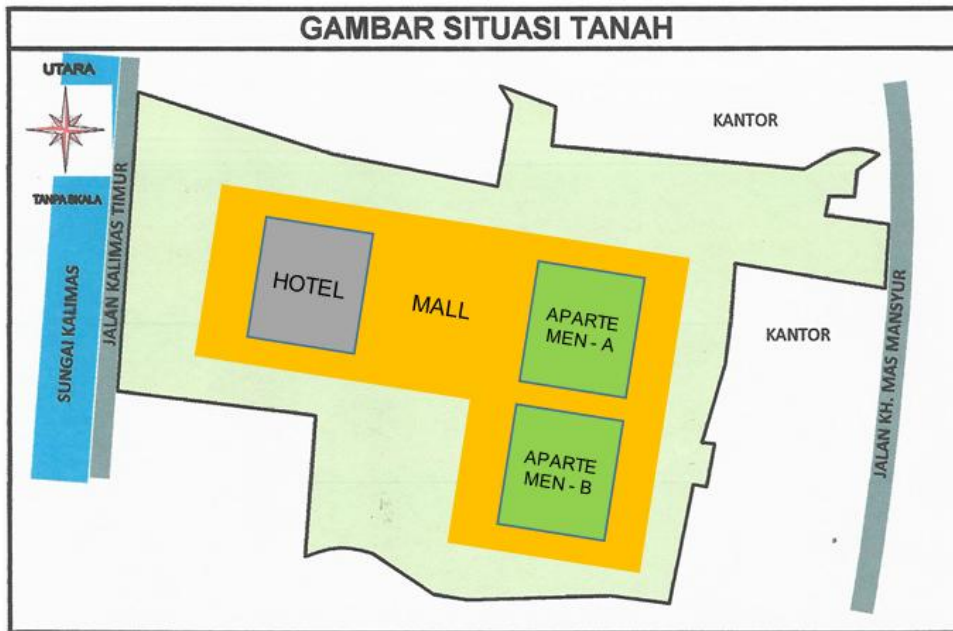 GAMBAR SITUASI TANAH
UTARA
TANPA SKALA
SUNGAI KALIMAS
JALAN KALIMAS TIMUR
HOTEL
MALL
APARTE
MEN - A
APARTE
MEN - B
KANTOR
KANTOR
JALAN KH. MAS MANSYUR